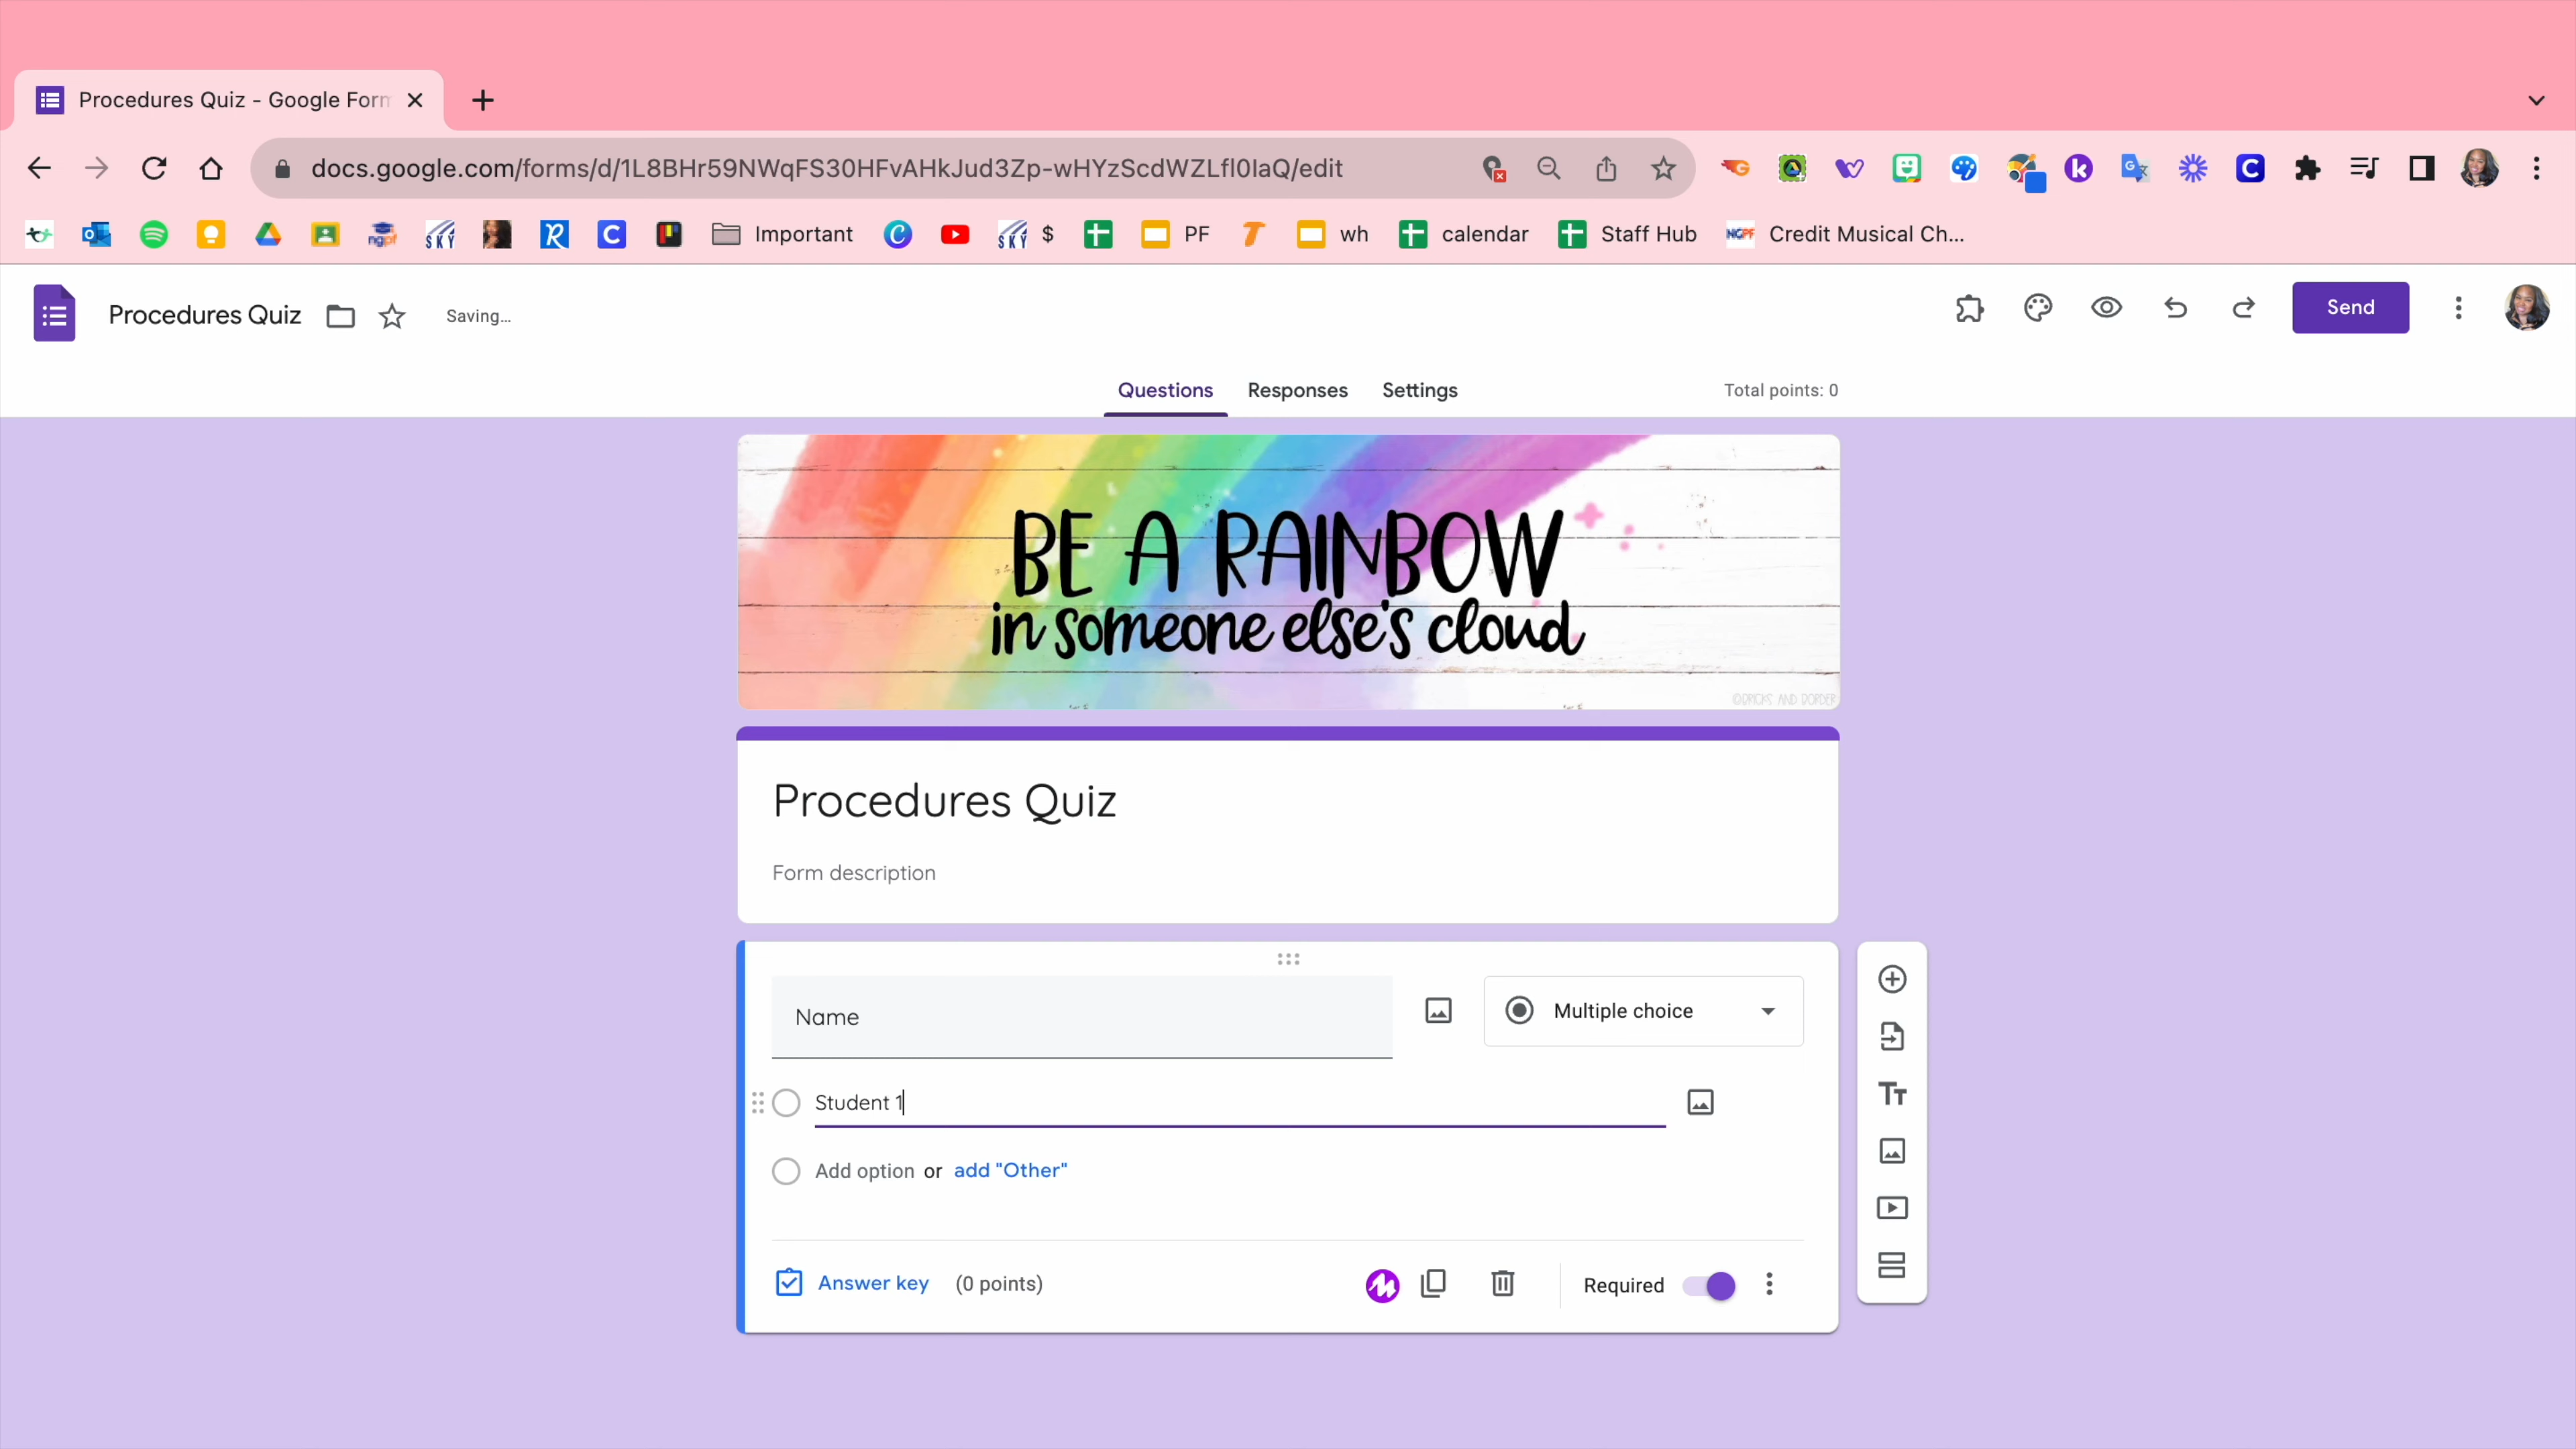 Procedures Quiz - Google Form
docs.google.com/forms/d/1L8BHr59NWqFS30HFvAHkJud3Zp-wHYzScdWZLfl0IaQ/edit
Important
$
PF
wh
calendar
Staff Hub
Credit Musical Ch...
Procedures Quiz
Saving...
Send
Questions
Responses
Settings
Total points: 0
BE A RAINBOW
in someone else's cloud
Procedures Quiz
Form description
Name
Multiple choice
Student 1
Add option or add "Other"
Answer key
(0 points)
Required